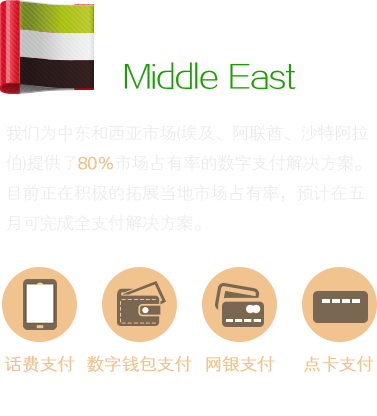 Middle East
我们为中东和西亚市场(埃及、阿联酋、沙特阿拉
伯)提供了80%市场占有率的数字支付解决方案。
目前正在积极的拓展当地市场占有率，预计在五
月可完成全支付解决方案。
话费支付 数字钱包支付 网银支付 点卡支付